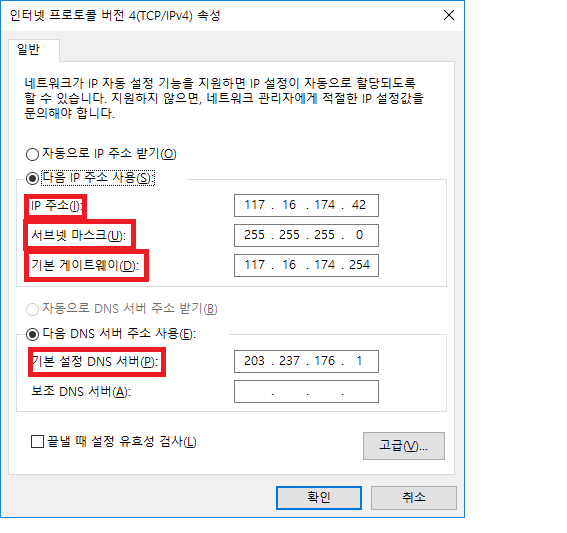 인터넷 프로토콜 버전 4(TCP/IPv4) 속성
일반
네트워크가 IP 자동 설정 기능을 지원하면 IP 설정이 자동으로 할당되도록
할 수 있습니다. 지원하지 않으면, 네트워크 관리자에게 적절한 IP 설정값을
문의해야 합니다.
자동으로 IP 주소 받기(O)
다음 IP 주소 사용(S):
IP 주소(I): 117 . 16 . 174 . 42
서브넷 마스크(U): 255 . 255 . 255 . 0
기본 게이트웨이(D): 117 . 16 . 174 . 254
자동으로 DNS 서버 주소 받기(B)
다음 DNS 서버 주소 사용(E):
기본 설정 DNS 서버(P): 203 . 237 . 176 . 1
보조 DNS 서버(A): . . .
끝낼 때 설정 유효성 검사(L)
고급(V)...
확인 취소